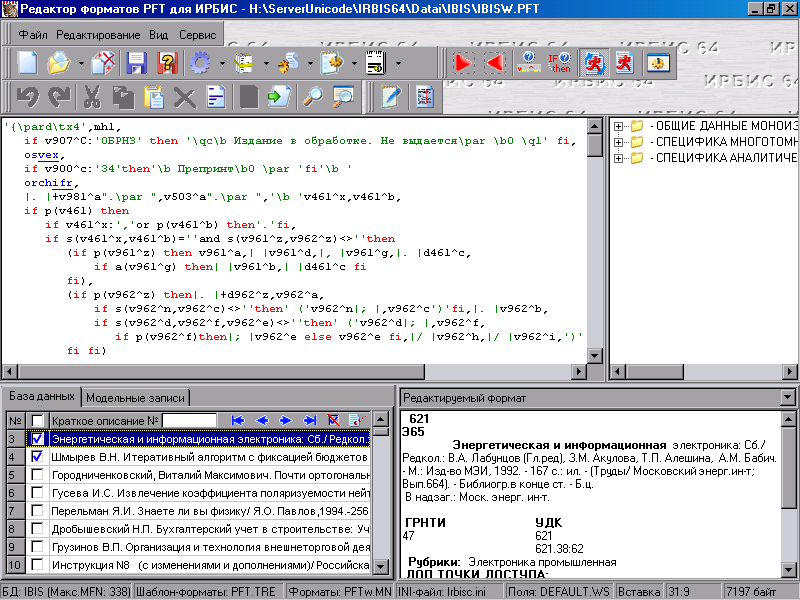 Редактор Форматов PFT для ИРБИС - H:\ServerUnicode\IRBIS64\Datai\IBIS\IBISW.PFT
Файл Редактирование Вид Сервис
ИРБИС 64
IF then
'{\pard\tx4',mhl,
if v907^C:'ОБРНЗ' then '\qc\b Издание в обработке. Не выдается\par \b0 \ql' fi,
osvex,
if v900^c:'34'then'\b Препринт\b0 \par 'fi'\b '
orchifr,
|. |+v981^a".\par ",v503^a".\par ",'\b 'v461^x,v461^b,
if p(v461) then
if v461^x:','or p(v461^b) then'.'fi,
if s(v461^x,v461^b)=''and s(v961^z,v962^z)<>''then
(if p(v961^z) then v961^a,| |v961^d,|, |v961^g,|. |d461^c,
if a(v961^g) then| |v961^b,| |d461^c fi
fi),
(if p(v962^z) then|. |+d962^z,v962^a,
if s(v962^n,v962^c)<>''then' ('v962^n|; |,v962^c')'fi,|. |v962^b,
if s(v962^d,v962^f,v962^e)<>''then' ('v962^d|; |,v962^f,
if p(v962^f)then|; |v962^e else v962^e fi,|/ |v962^h,|/ |v962^i,')'
fi fi)
- ОБЩИЕ ДАННЫЕ МОНОИЗ
- СПЕЦИФИКА МНОГОТОМН
- СПЕЦИФИКА АНАЛИТИЧЕ
База данных Модельные записи
№ Краткое описание №
3 Энергетическая и информационная электроника: Сб./ Редкол.:
4 Шмырев В.Н. Итеративный алгоритм с фиксацией бюджетов
5 Городниченковский, Виталий Максимович. Почти ортогональн
6 Гусева И.С. Извлечение коэффициента поляризуемости нейт
7 Перельман Я.И. Знаете ли вы физику/ Я.О. Павлов,1994.-256
8 Дробышевский Н.П. Бухгалтерский учет в строительстве: Уч
9 Грузинов В.П. Организация и технология внешнеторговой дея
10 Инструкция N8 (с изменениями и дополнениями)/ Российска
Редактируемый формат
621
Э65
Энергетическая и информационная электроника: Сб./
Редкол.: В.А. Лабунцов (Гл.ред), З.М. Акулова, Т.П. Алешина, А.М. Бабич.
- М.: Изд-во МЭИ, 1992. - 167 с.: ил. - (Труды/ Московский энерг.ин-т;
Вып.664). - Библиогр.в конце ст. - Б.ц.
В надзаг.: Моск. энерг. ин-т.
ГРНТИ УДК
47 621
621.38:62
Рубрики: Электроника промышленная
ДОП ТОЧКИ ДОСТУПА:
БД: IBIS (Макс.MFN: 338) Шаблон-форматы: PFT.TRE Форматы: PFTw.MN INI-файл: Irbisc.ini Поля: DEFAULT.WS Вставка 31:9 7197 байт